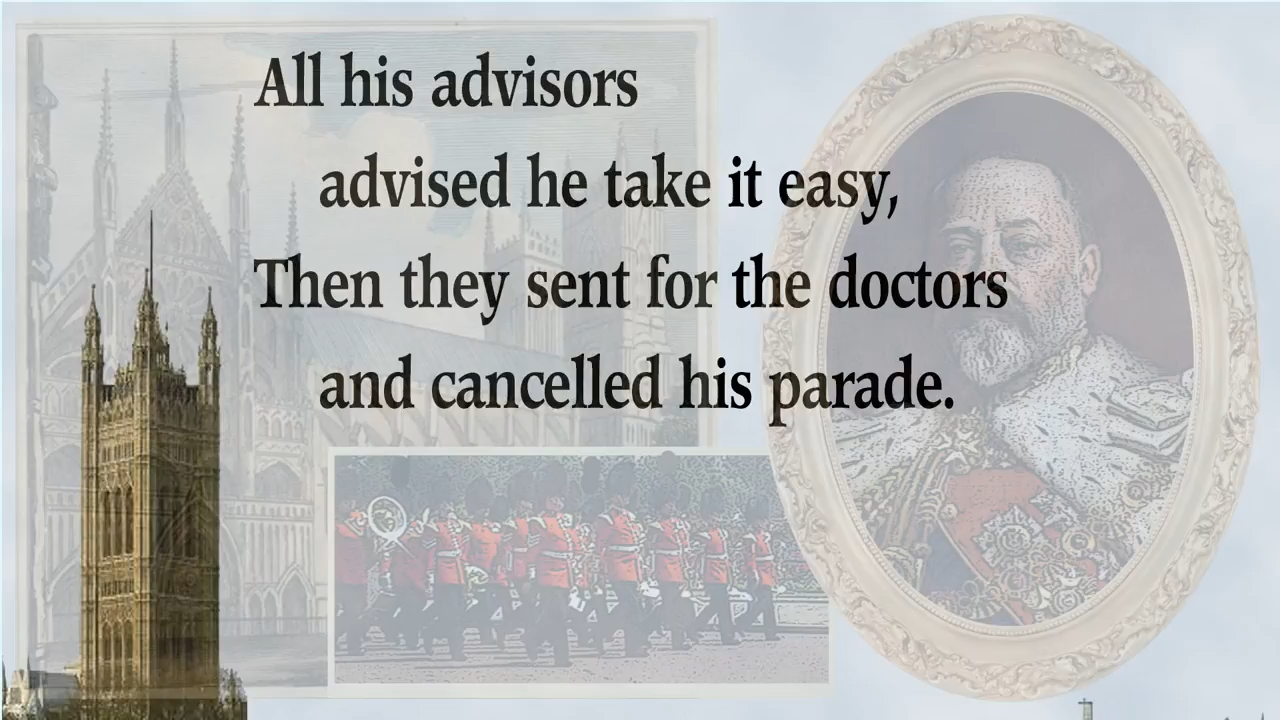 All his advisors
advised he take it easy,
Then they sent for the doctors
and cancelled his parade.